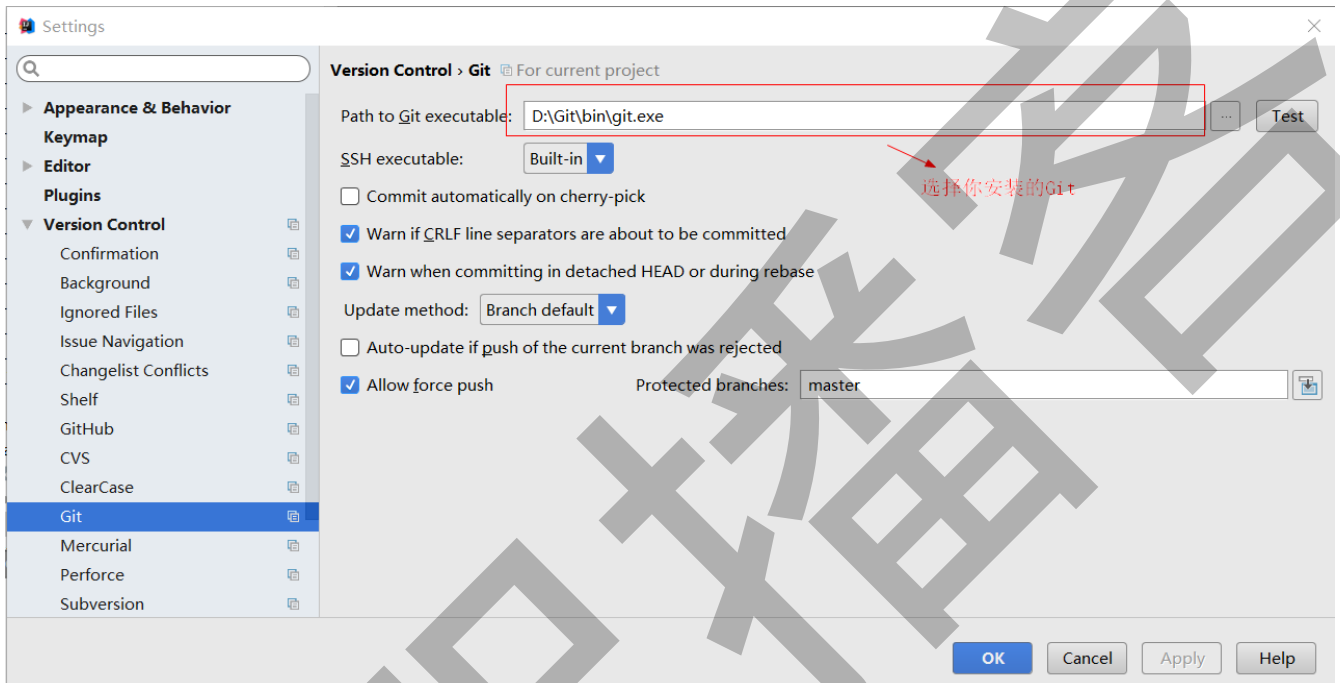 Settings
Version Control › Git For current project
Appearance & Behavior
Keymap
Editor
Plugins
Version Control
Confirmation
Background
Ignored Files
Issue Navigation
Changelist Conflicts
Shelf
GitHub
CVS
ClearCase
Git
Mercurial
Perforce
Subversion
Path to Git executable: D:\Git\bin\git.exe ... Test
SSH executable: Built-in
选择你安装的Git
Commit automatically on cherry-pick
Warn if CRLF line separators are about to be committed
Warn when committing in detached HEAD or during rebase
Update method: Branch default
Auto-update if push of the current branch was rejected
Allow force push Protected branches: master
OK Cancel Apply Help